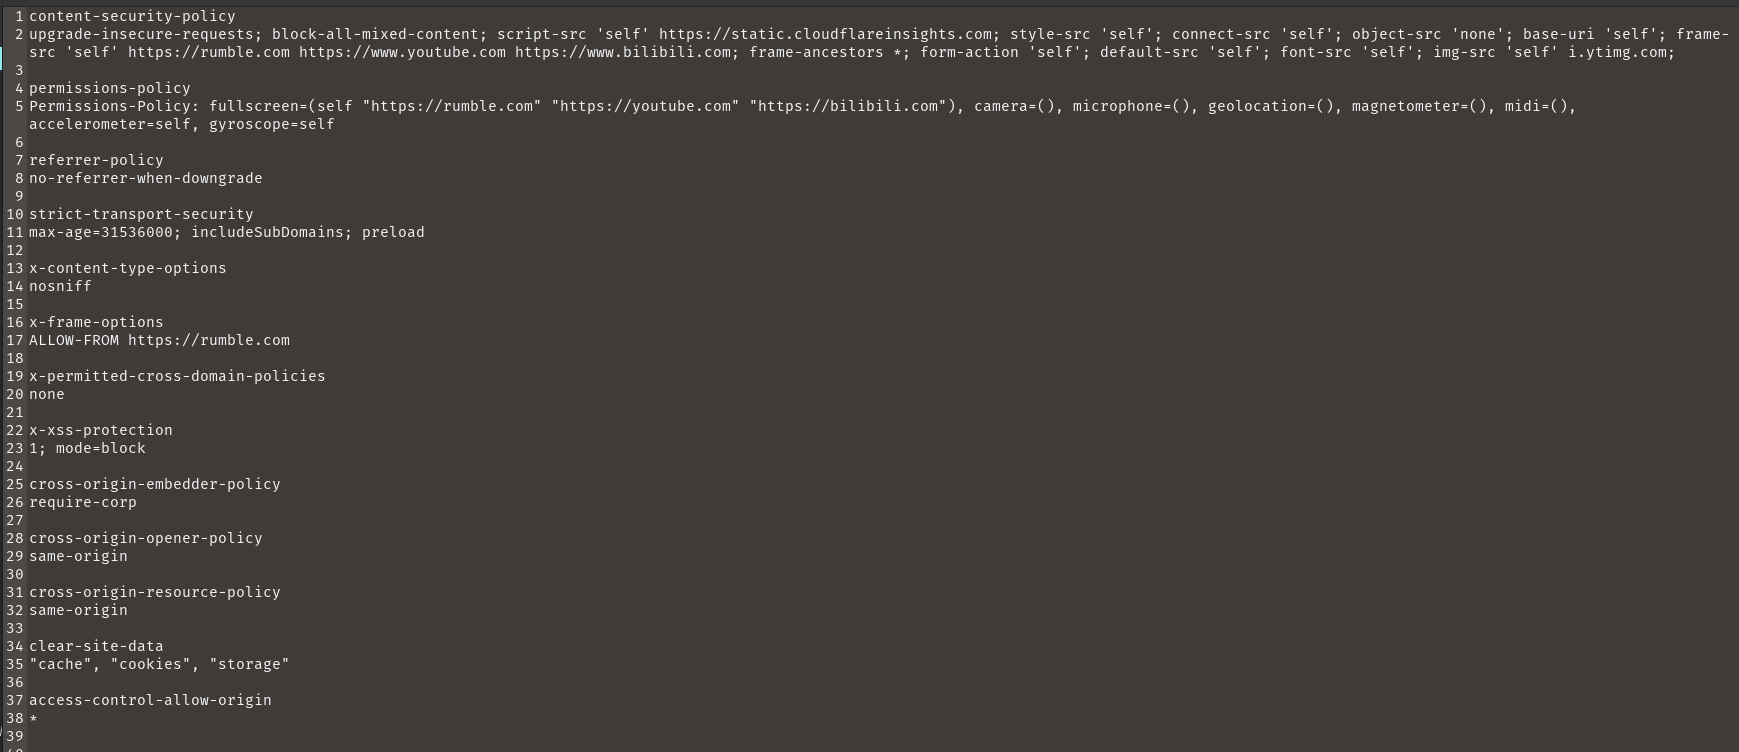 1 content-security-policy
2 upgrade-insecure-requests; block-all-mixed-content; script-src 'self' https://static.cloudflareinsights.com; style-src 'self'; connect-src 'self'; object-src 'none'; base-uri 'self'; frame-
src 'self' https://rumble.com https://www.youtube.com https://www.bilibili.com; frame-ancestors *; form-action 'self'; default-src 'self'; font-src 'self'; img-src 'self' i.ytimg.com;
3
4 permissions-policy
5 Permissions-Policy: fullscreen=(self "https://rumble.com" "https://youtube.com" "https://bilibili.com"), camera=(), microphone=(), geolocation=(), magnetometer=(), midi=(),
accelerometer=self, gyroscope=self
6
7 referrer-policy
8 no-referrer-when-downgrade
9
10 strict-transport-security
11 max-age=31536000; includeSubDomains; preload
12
13 x-content-type-options
14 nosniff
15
16 x-frame-options
17 ALLOW-FROM https://rumble.com
18
19 x-permitted-cross-domain-policies
20 none
21
22 x-xss-protection
23 1; mode=block
24
25 cross-origin-embedder-policy
26 require-corp
27
28 cross-origin-opener-policy
29 same-origin
30
31 cross-origin-resource-policy
32 same-origin
33
34 clear-site-data
35 "cache", "cookies", "storage"
36
37 access-control-allow-origin
38 *
39